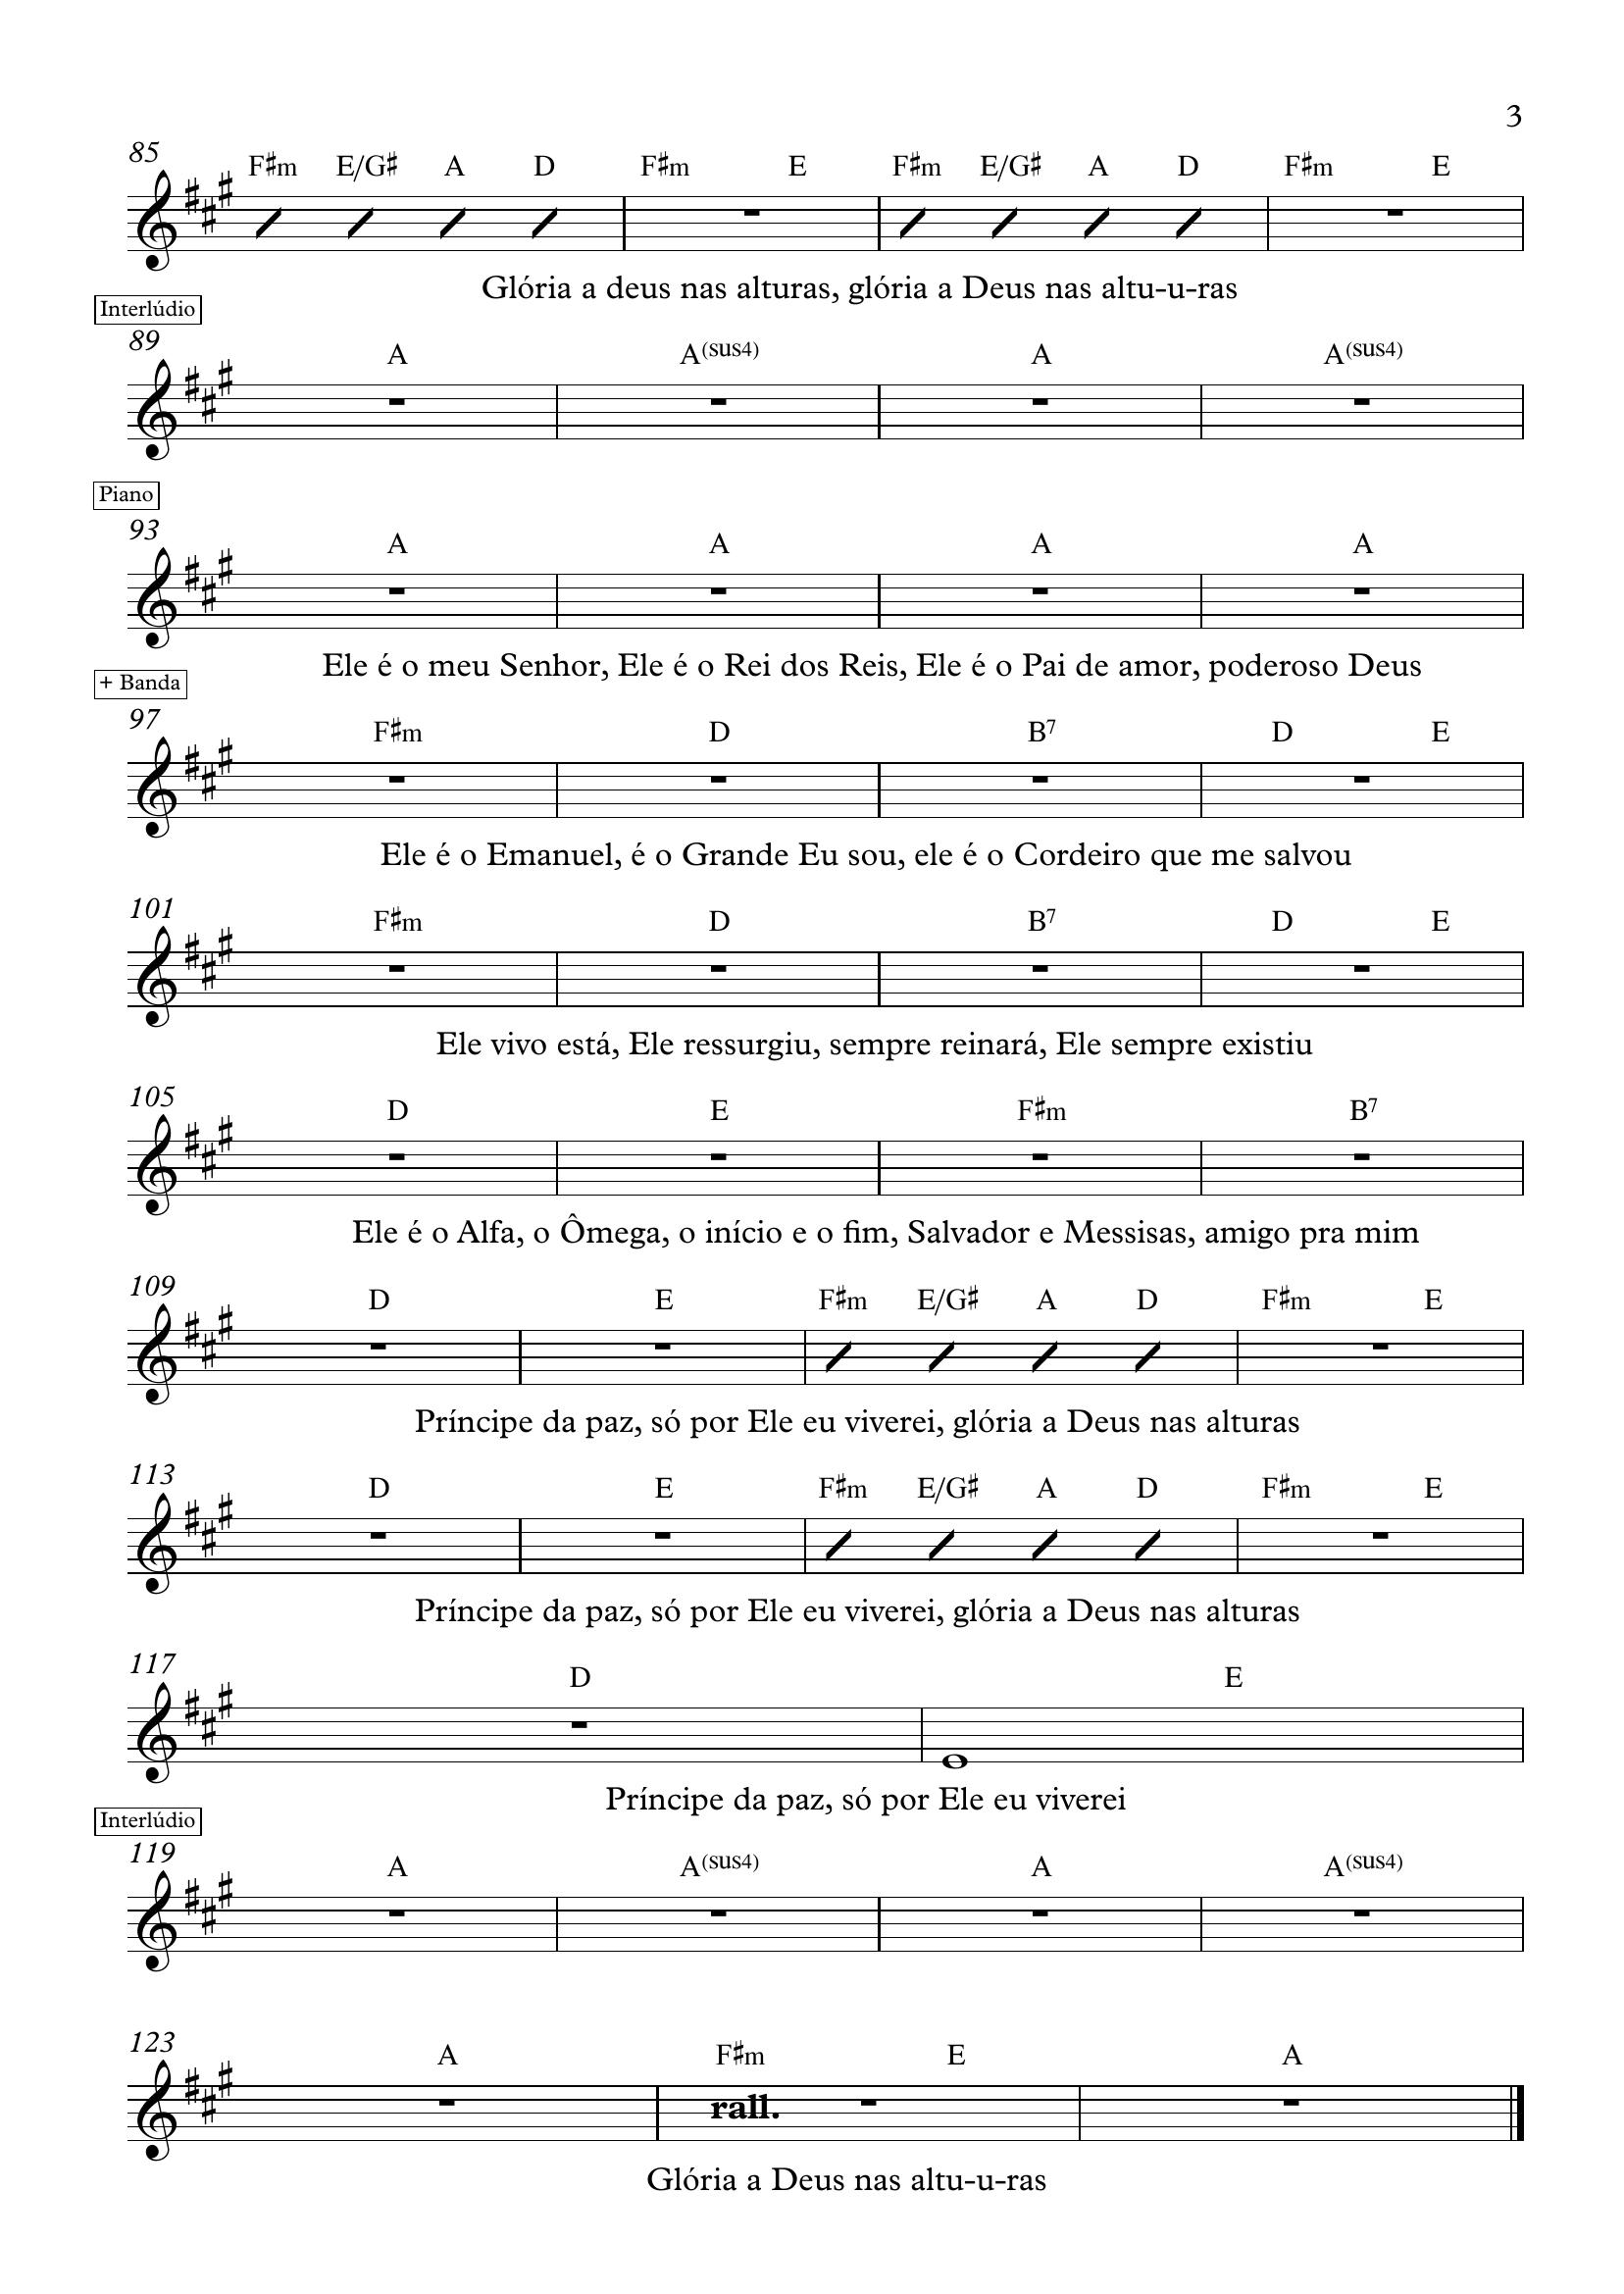 3
85
F♯m E/G♯ A D F♯m E F♯m E/G♯ A D F♯m E
Glória a deus nas alturas, glória a Deus nas altu-u-ras
Interlúdio
89
A A(sus4) A A(sus4)
Piano
93
A A A A
Ele é o meu Senhor, Ele é o Rei dos Reis, Ele é o Pai de amor, poderoso Deus
+ Banda
97
F♯m D B7 D E
Ele é o Emanuel, é o Grande Eu sou, ele é o Cordeiro que me salvou
101
F♯m D B7 D E
Ele vivo está, Ele ressurgiu, sempre reinará, Ele sempre existiu
105
D E F♯m B7
Ele é o Alfa, o Ômega, o início e o fim, Salvador e Messisas, amigo pra mim
109
D E F♯m E/G♯ A D F♯m E
Príncipe da paz, só por Ele eu viverei, glória a Deus nas alturas
113
D E F♯m E/G♯ A D F♯m E
Príncipe da paz, só por Ele eu viverei, glória a Deus nas alturas
117
D E
Príncipe da paz, só por Ele eu viverei
Interlúdio
119
A A(sus4) A A(sus4)
123
A F♯m E A
rall.
Glória a Deus nas altu-u-ras